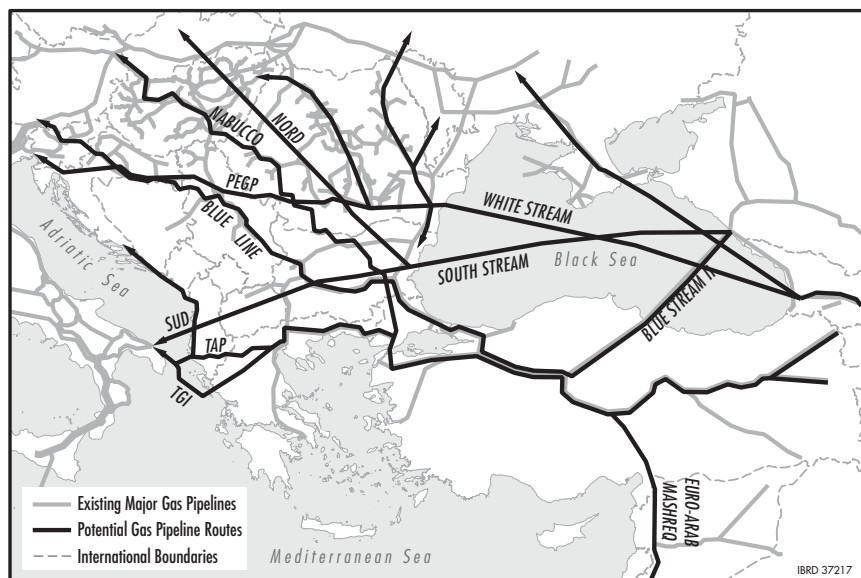 NABUCCO
NORD
PEGP
BLUE LINE
WHITE STREAM
SOUTH STREAM
Black Sea
BLUE STREAM II
Adriatic Sea
SUD
TAP
TGI
EURO-ARAB
MASHREQ
Existing Major Gas Pipelines
Potential Gas Pipeline Routes
International Boundaries
Mediterranean Sea
IBRD 37217